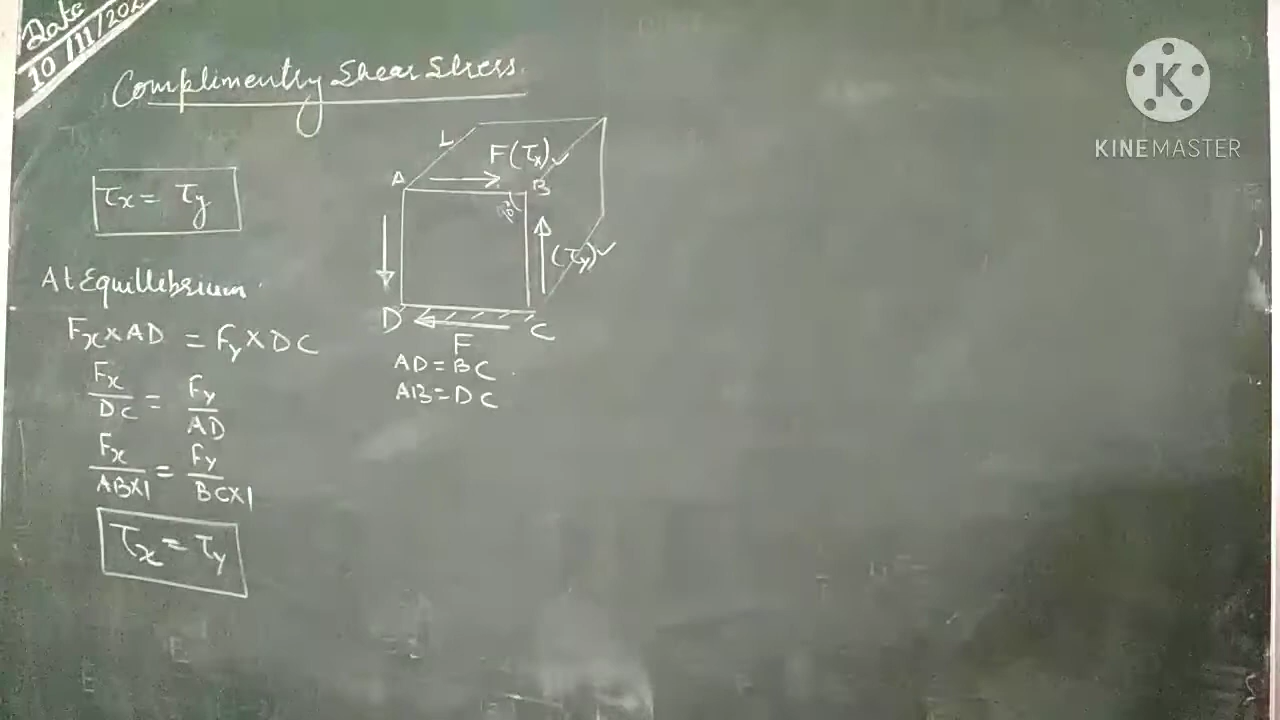 Date
10/11/202
Complimentry Shear Stress.
τx = τy
At Equillibrium.
Fx × AD = Fy × DC
Fx/DC = Fy/AD
Fx/AB×1 = Fy/BC×1
τx = τy
L
F(τx)✓
A
B
90°
(τy)✓
D
C
F
AD = BC.
AB = DC
K
KINEMASTER